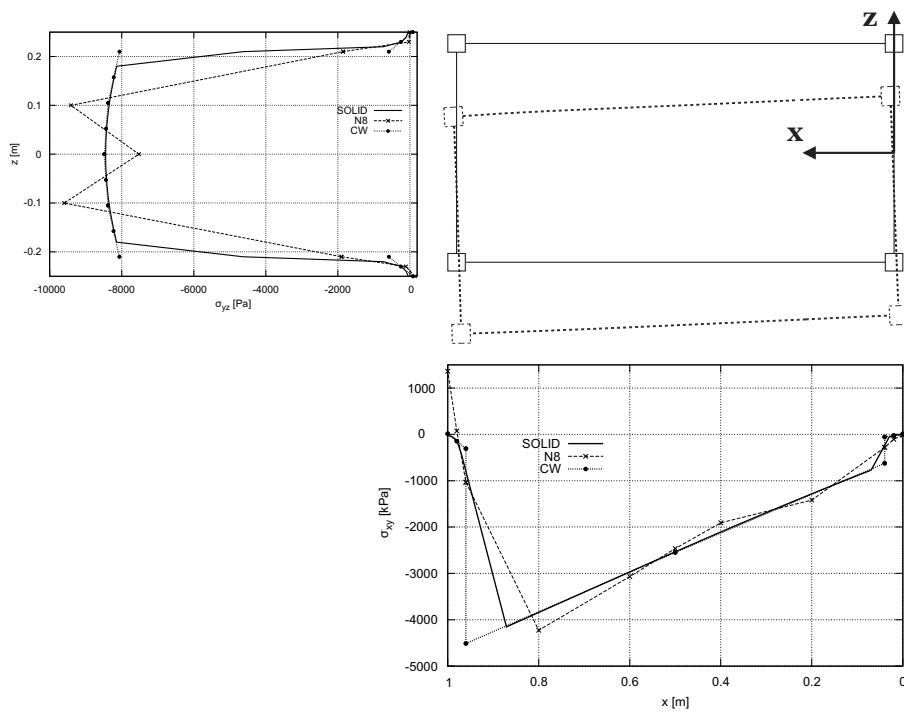 0.2
0.1
0
-0.1
-0.2
z [m]
SOLID
N8
CW
-10000 -8000 -6000 -4000 -2000 0
σyz [Pa]
z
x
1000
0
-1000
-2000
-3000
-4000
-5000
σxy [kPa]
SOLID
N8
CW
1 0.8 0.6 0.4 0.2 0
x [m]